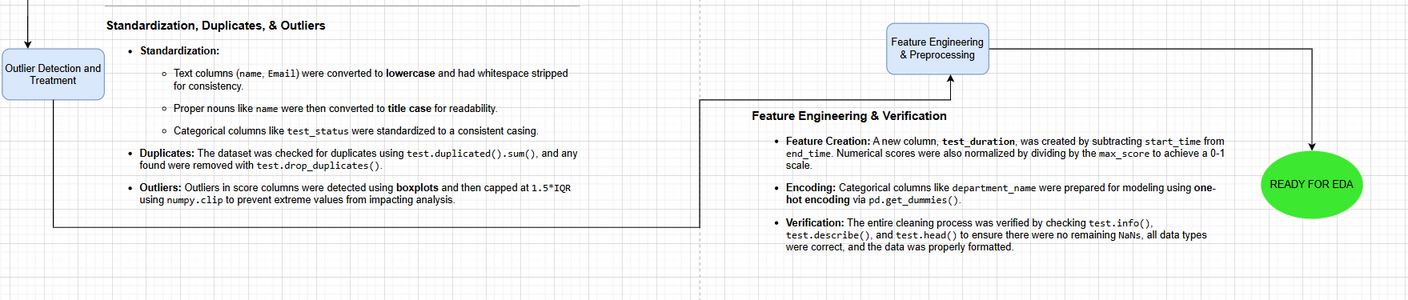 Standardization, Duplicates, & Outliers
Outlier Detection and
Treatment
• Standardization:
○ Text columns (name, Email) were converted to lowercase and had whitespace stripped
for consistency.
○ Proper nouns like name were then converted to title case for readability.
○ Categorical columns like test_status were standardized to a consistent casing.
• Duplicates: The dataset was checked for duplicates using test.duplicated().sum(), and any
found were removed with test.drop_duplicates().
• Outliers: Outliers in score columns were detected using boxplots and then capped at 1.5*IQR
using numpy.clip to prevent extreme values from impacting analysis.
Feature Engineering
& Preprocessing
Feature Engineering & Verification
• Feature Creation: A new column, test_duration, was created by subtracting start_time from
end_time. Numerical scores were also normalized by dividing by the max_score to achieve a 0-1
scale.
• Encoding: Categorical columns like department_name were prepared for modeling using one-
hot encoding via pd.get_dummies().
• Verification: The entire cleaning process was verified by checking test.info(),
test.describe(), and test.head() to ensure there were no remaining NaNs, all data types
were correct, and the data was properly formatted.
READY FOR EDA